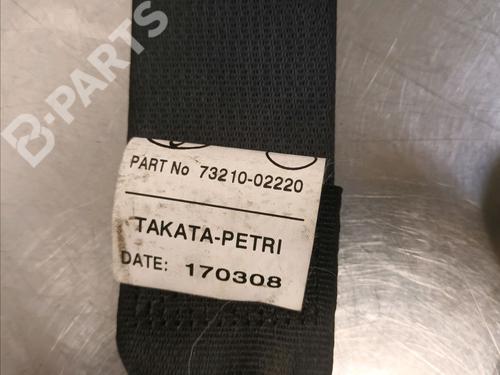 B-PARTS
PART No 73210-02220
TAKATA-PETRI
DATE: 170308